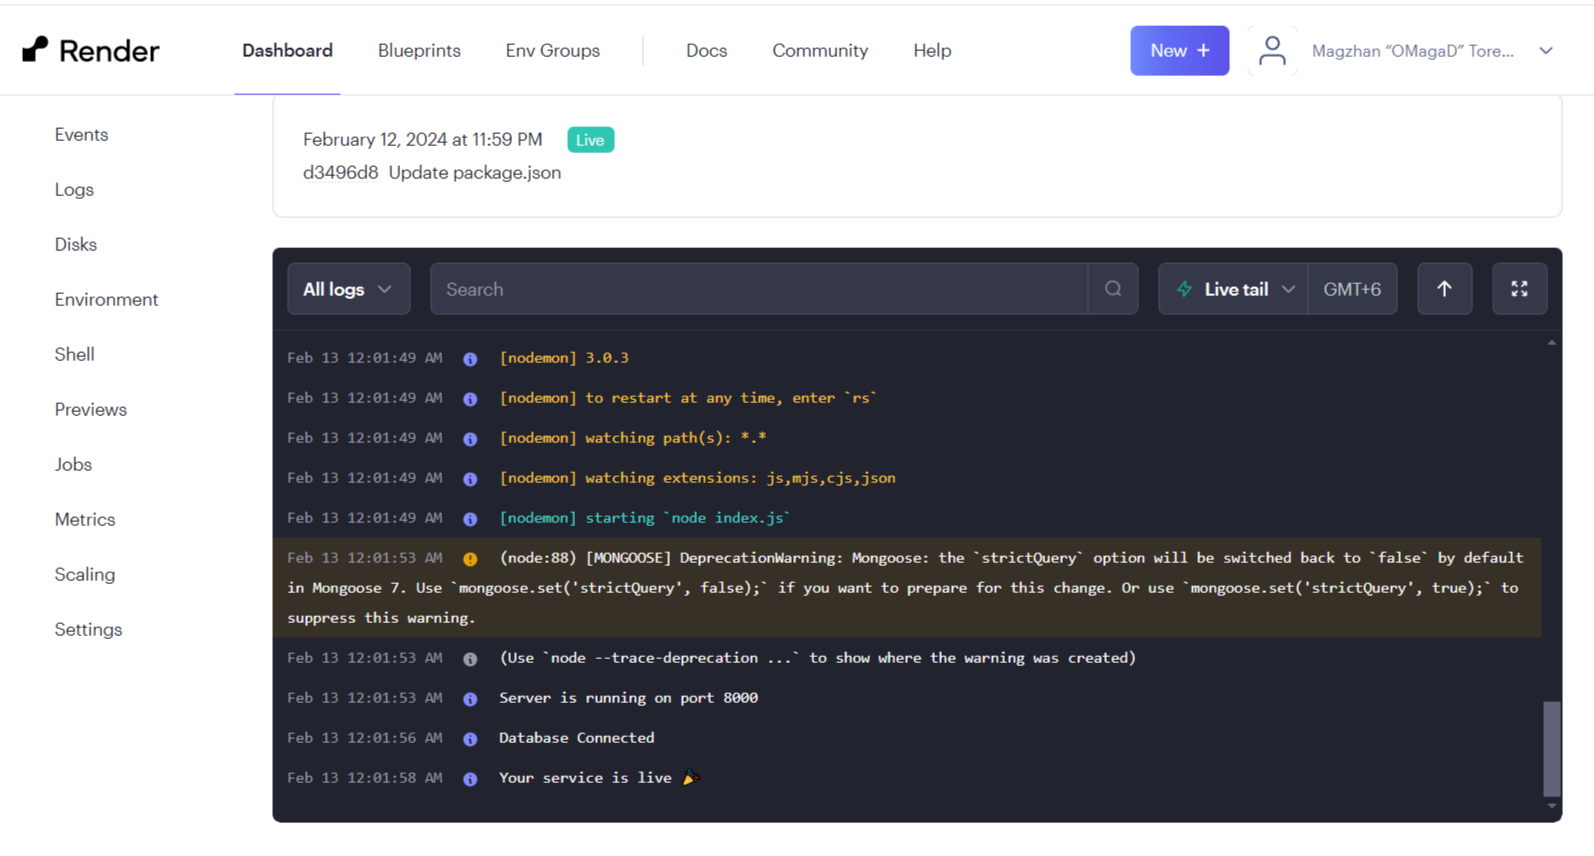 Render
Dashboard Blueprints Env Groups Docs Community Help New + Magzhan “OMagaD” Tore...
Events
Logs
Disks
Environment
Shell
Previews
Jobs
Metrics
Scaling
Settings
February 12, 2024 at 11:59 PM Live
d3496d8 Update package.json
All logs Search Live tail GMT+6
Feb 13 12:01:49 AM [nodemon] 3.0.3
Feb 13 12:01:49 AM [nodemon] to restart at any time, enter `rs`
Feb 13 12:01:49 AM [nodemon] watching path(s): *.*
Feb 13 12:01:49 AM [nodemon] watching extensions: js,mjs,cjs,json
Feb 13 12:01:49 AM [nodemon] starting `node index.js`
Feb 13 12:01:53 AM (node:88) [MONGOOSE] DeprecationWarning: Mongoose: the `strictQuery` option will be switched back to `false` by default
in Mongoose 7. Use `mongoose.set('strictQuery', false);` if you want to prepare for this change. Or use `mongoose.set('strictQuery', true);` to
suppress this warning.
Feb 13 12:01:53 AM (Use `node --trace-deprecation ...` to show where the warning was created)
Feb 13 12:01:53 AM Server is running on port 8000
Feb 13 12:01:56 AM Database Connected
Feb 13 12:01:58 AM Your service is live 🎉